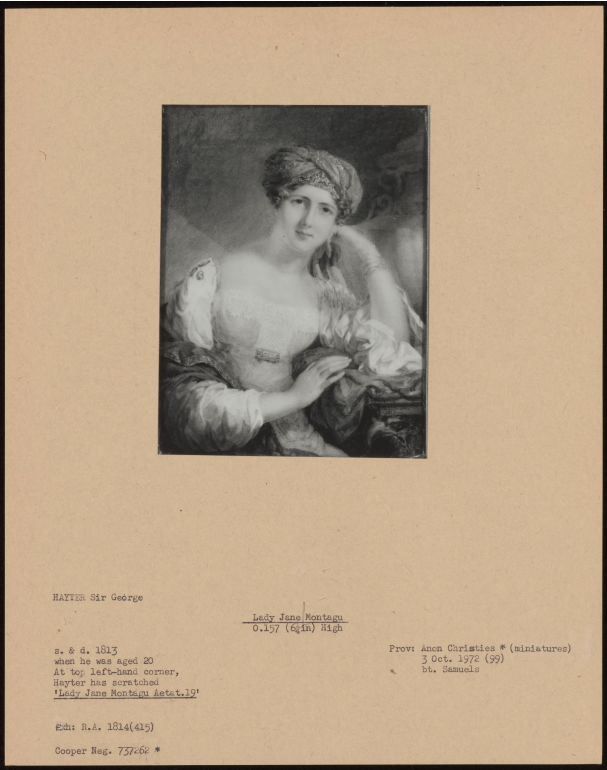 HAYTER Sir George
Lady Jane Montagu
0.157 (6¼in) High
s. & d. 1813
when he was aged 20
At top left-hand corner,
Hayter has scratched
'Lady Jane Montagu Aetat.19'
Exh: R.A. 1814(415)
Cooper Neg. 737262 *
Prov: Anon Christies * (miniatures)
3 Oct. 1972 (99)
bt. Samuels